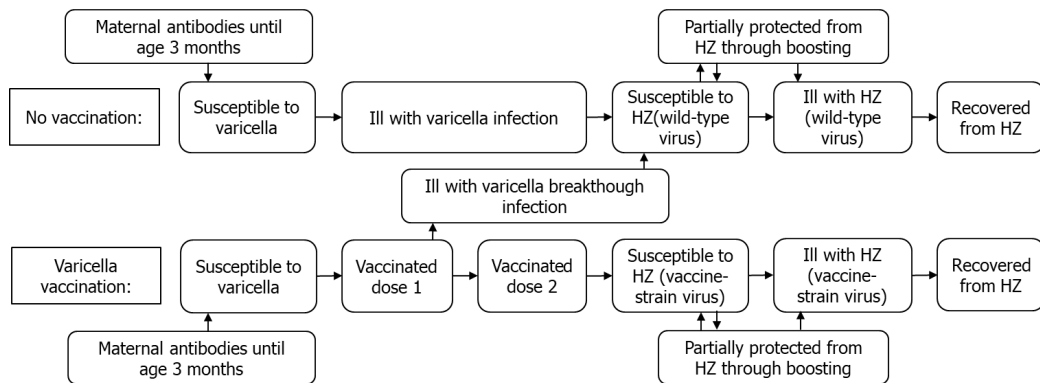 Maternal antibodies until
age 3 months
Partially protected from
HZ through boosting
No vaccination:
Susceptible to
varicella
Ill with varicella infection
Susceptible to
HZ(wild-type
virus)
Ill with HZ
(wild-type
virus)
Recovered
from HZ
Ill with varicella breakthough
infection
Varicella
vaccination:
Susceptible to
varicella
Vaccinated
dose 1
Vaccinated
dose 2
Susceptible to
HZ (vaccine-
strain virus)
Ill with HZ
(vaccine-
strain virus)
Recovered
from HZ
Maternal antibodies until
age 3 months
Partially protected from
HZ through boosting